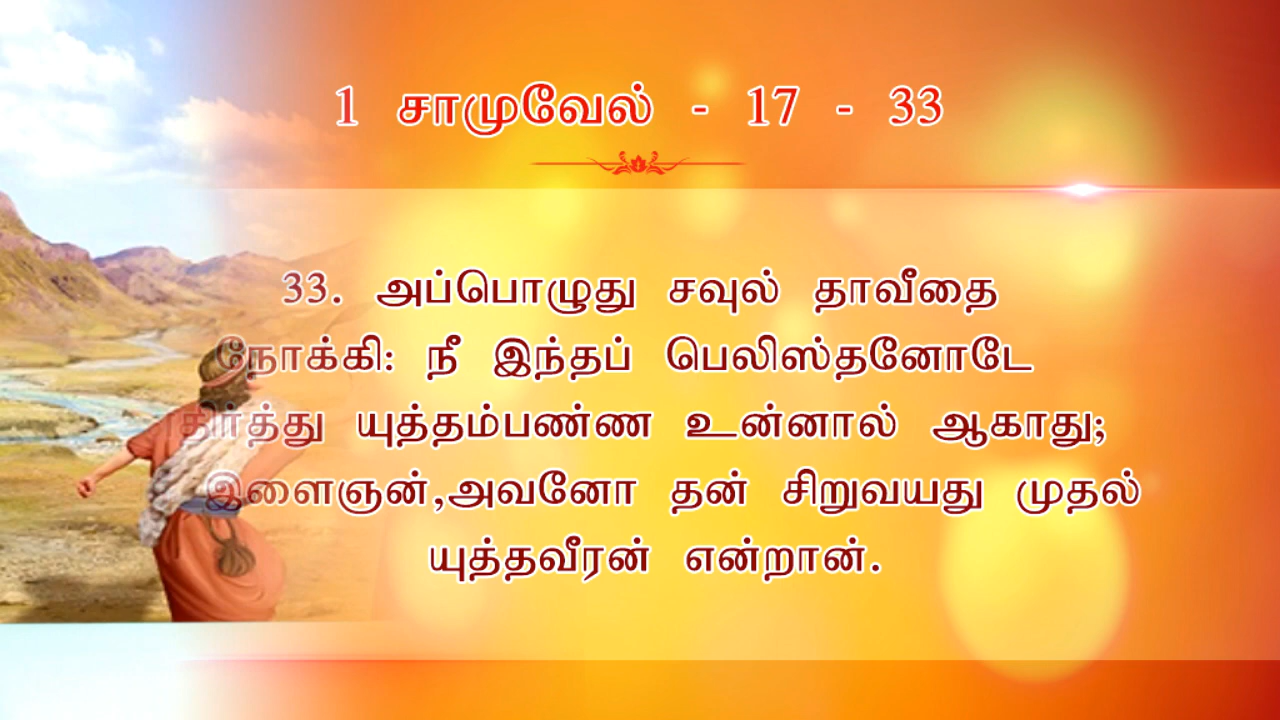 1 சாமுவேல் - 17 - 33
33. அப்பொழுது சவுல் தாவீதை
நோக்கி: நீ இந்தப் பெலிஸ்தனோடே
யுத்தம்பண்ண உன்னால் ஆகாது;
இளைஞன்,அவனோ தன் சிறுவயது முதல்
யுத்தவீரன் என்றான்.